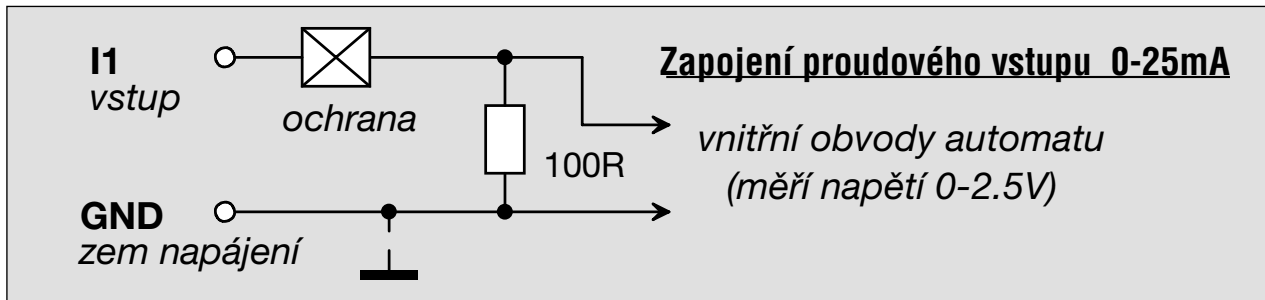 I1
vstup
ochrana
100R
GND
zem napájení
Zapojení proudového vstupu 0-25mA
vnitřní obvody automatu
(měří napětí 0-2.5V)